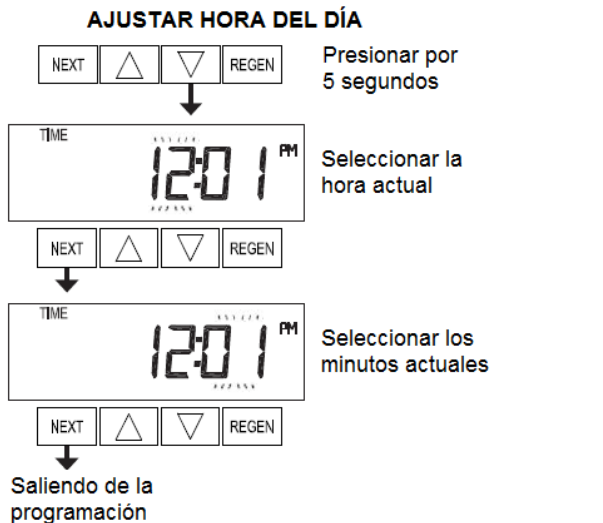 AJUSTAR HORA DEL DÍA
NEXT REGEN
Presionar por
5 segundos
TIME
12:01 PM
Seleccionar la
hora actual
NEXT REGEN
TIME
12:01 PM
Seleccionar los
minutos actuales
NEXT REGEN
Saliendo de la
programación